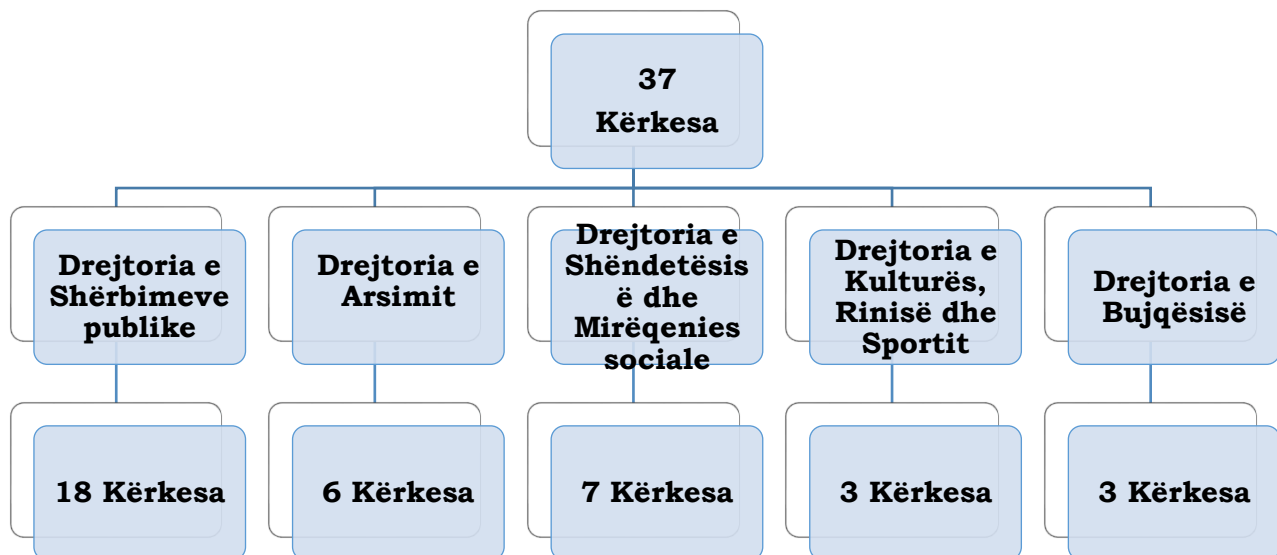 37
Kërkesa
Drejtoria e
Shërbimeve
publike
Drejtoria e
Arsimit
Drejtoria e
Shëndetësis
ë dhe
Mirëqenies
sociale
Drejtoria e
Kulturës,
Rinisë dhe
Sportit
Drejtoria e
Bujqësisë
18 Kërkesa
6 Kërkesa
7 Kërkesa
3 Kërkesa
3 Kërkesa